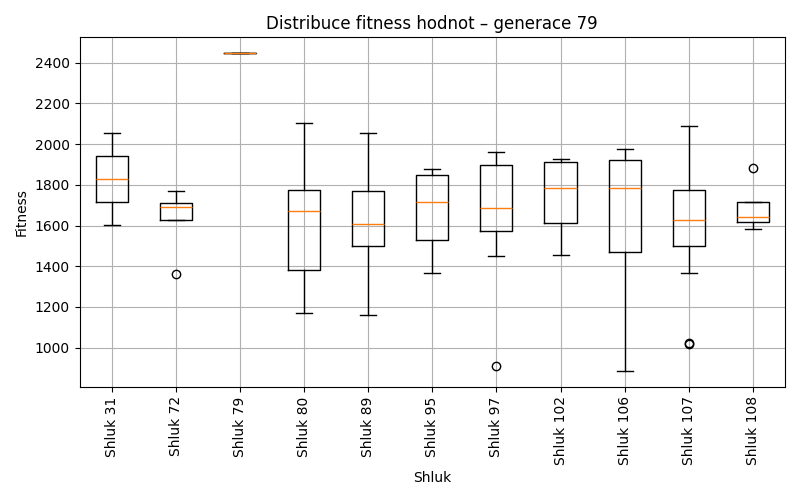 Distribuce fitness hodnot – generace 79
Fitness
2400
2200
2000
1800
1600
1400
1200
1000
Shluk 31
Shluk 72
Shluk 79
Shluk 80
Shluk 89
Shluk 95
Shluk 97
Shluk 102
Shluk 106
Shluk 107
Shluk 108
Shluk